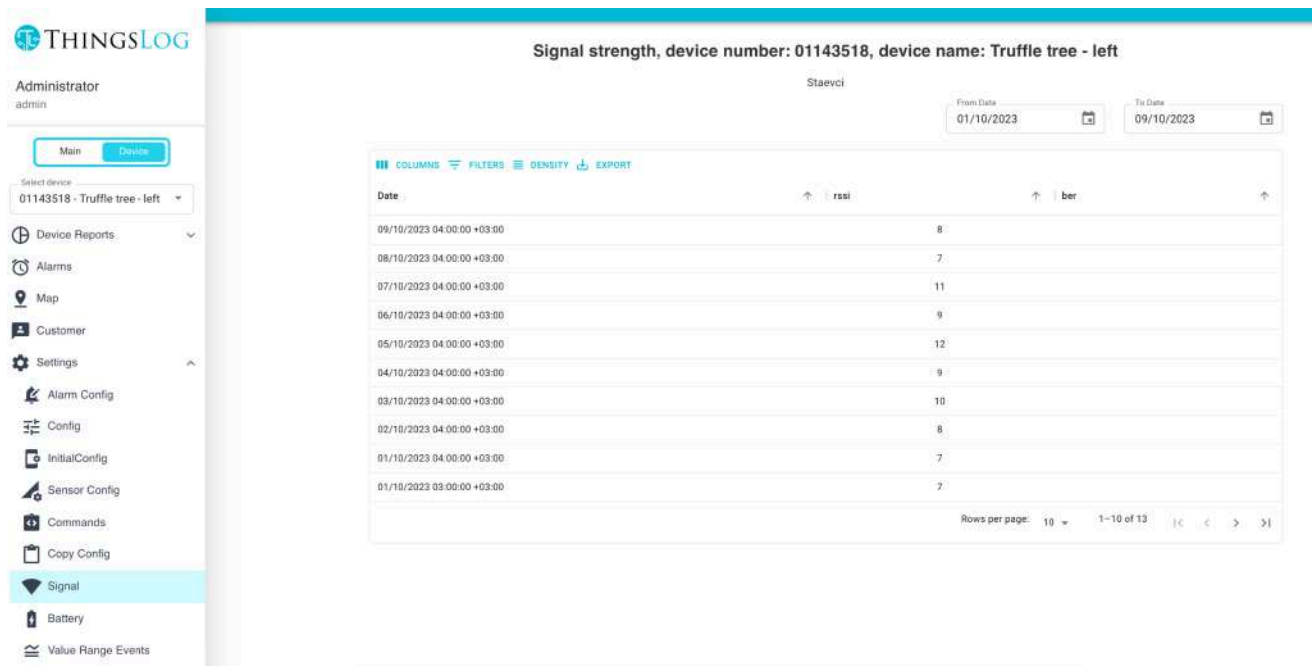 THINGSLOG
Administrator
admin
Main Device
Select device
01143518 - Truffle tree - left
Device Reports
Alarms
Map
Customer
Settings
Alarm Config
Config
InitialConfig
Sensor Config
Commands
Copy Config
Signal
Battery
Value Range Events
Signal strength, device number: 01143518, device name: Truffle tree - left
Staevci
From Date To Date
01/10/2023 09/10/2023
COLUMNS FILTERS DENSITY EXPORT
Date rssi ber
09/10/2023 04:00:00 +03:00 8
08/10/2023 04:00:00 +03:00 7
07/10/2023 04:00:00 +03:00 11
06/10/2023 04:00:00 +03:00 9
05/10/2023 04:00:00 +03:00 12
04/10/2023 04:00:00 +03:00 9
03/10/2023 04:00:00 +03:00 10
02/10/2023 04:00:00 +03:00 8
01/10/2023 04:00:00 +03:00 7
01/10/2023 03:00:00 +03:00 7
Rows per page: 10 1–10 of 13